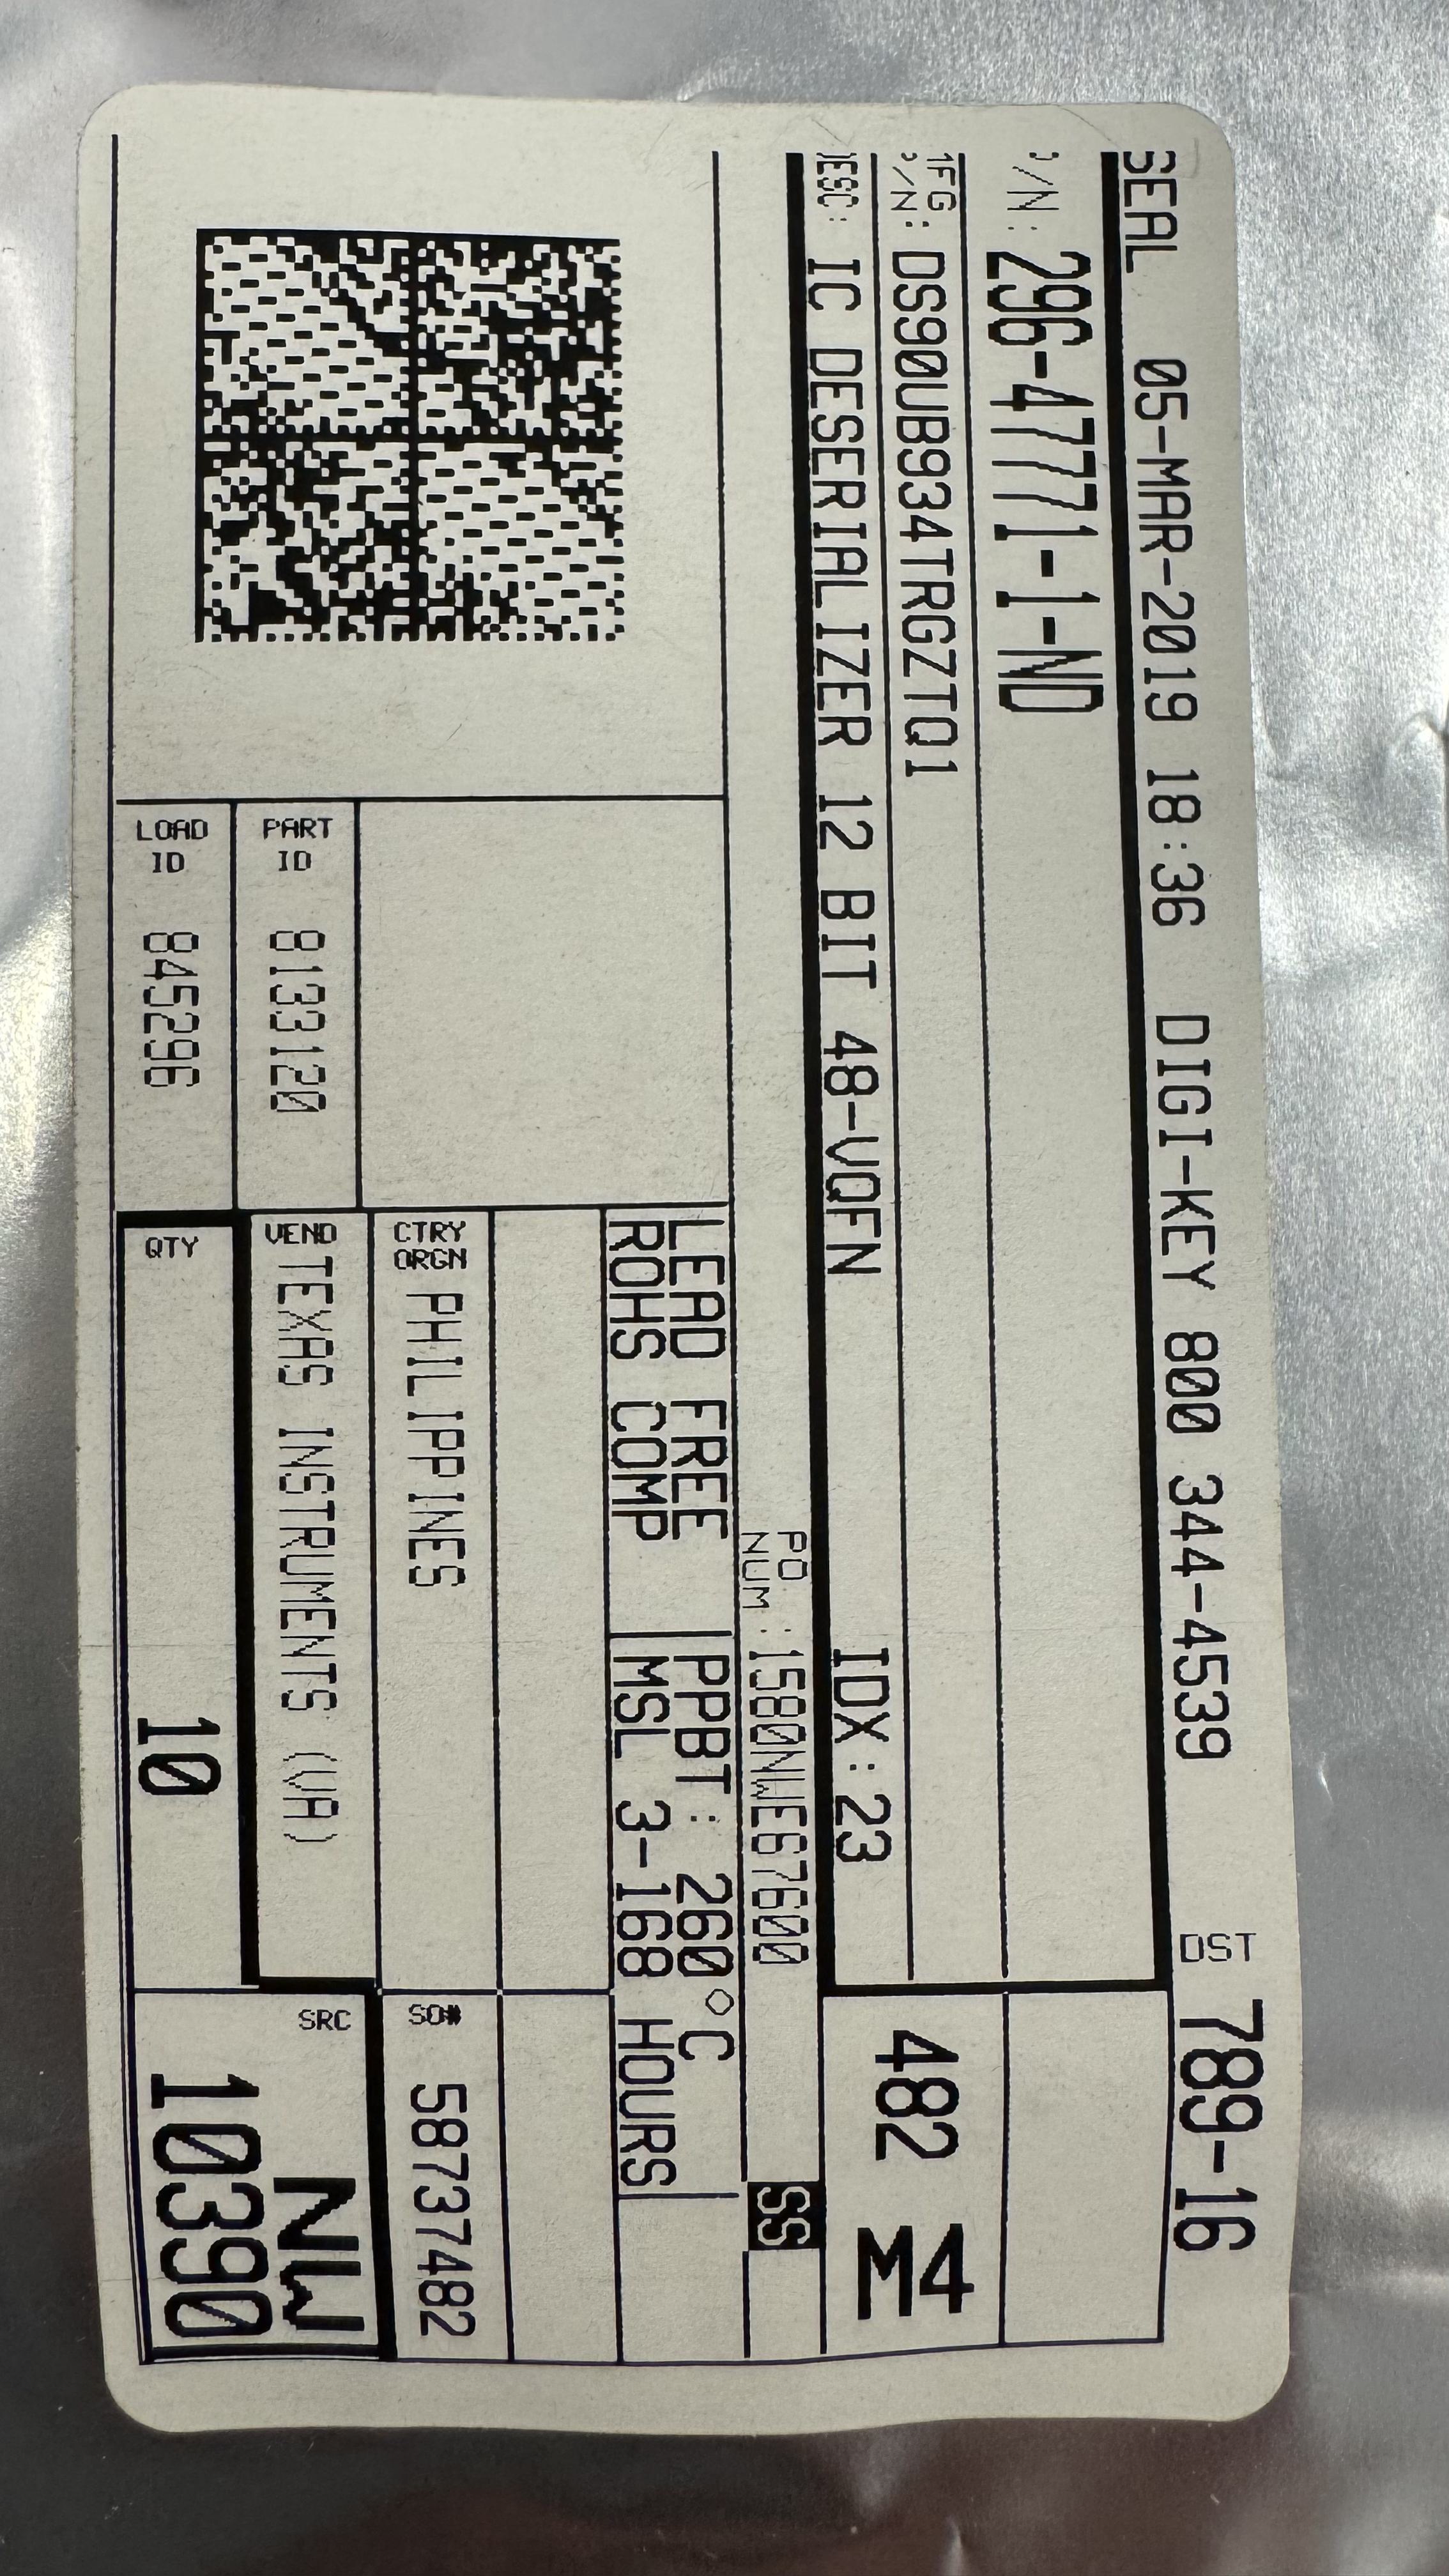 SEAL 05-MAR-2019 18:36 DIGI-KEY 800 344-4539 DST 789-16
P/N: 296-47771-1-ND
MFG P/N: DS90UB934TRGZTQ1
DESC: IC DESERIALIZER 12 BIT 48-VQFN IDX:23
482 M4
PO NUM :1580NWE67600 SS
LEAD FREE
ROHS COMP
PPBT: 260°C
MSL 3-168 HOURS
CTRY ORGN PHILIPPINES
SO# 58737482
PART ID 8133120
VEND TEXAS INSTRUMENTS (VA)
SRC NW
LOAD ID 845296
QTY 10
10390